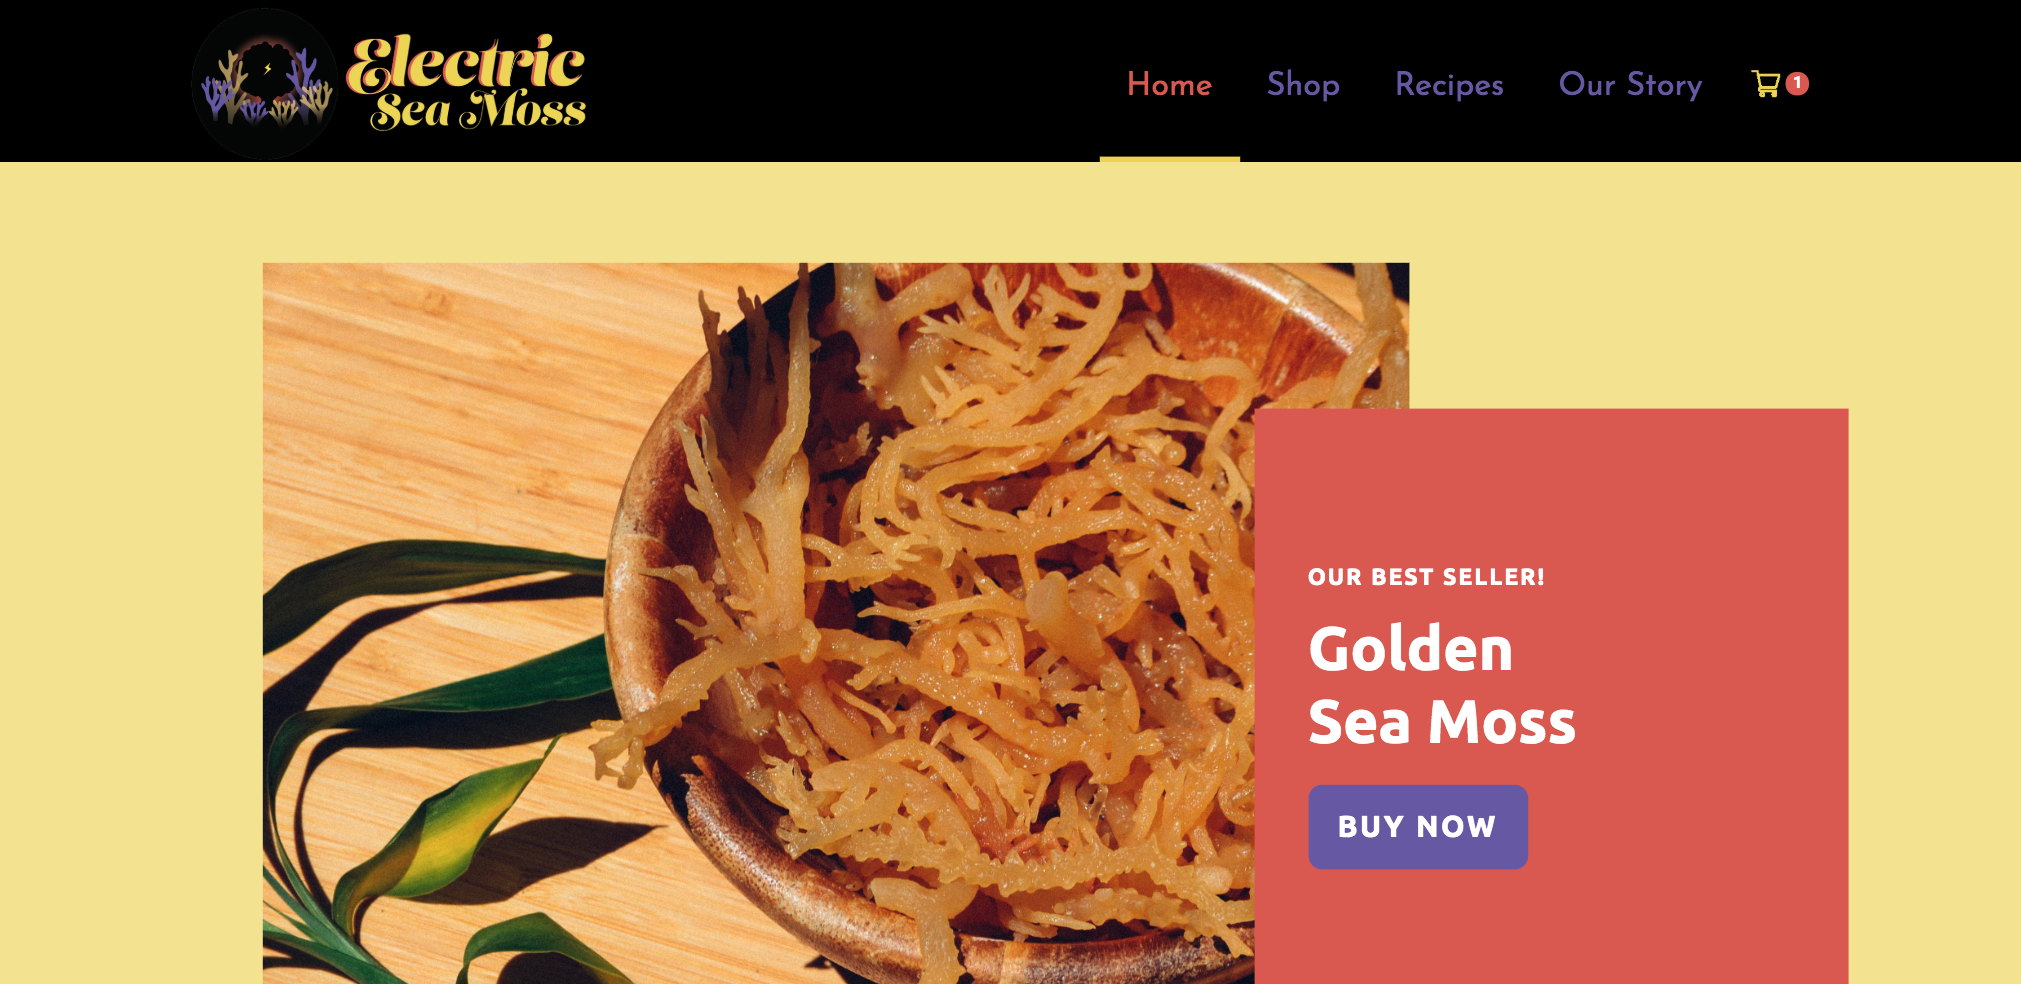 Electric
Sea Moss
Home Shop Recipes Our Story 1
OUR BEST SELLER!
Golden
Sea Moss
BUY NOW